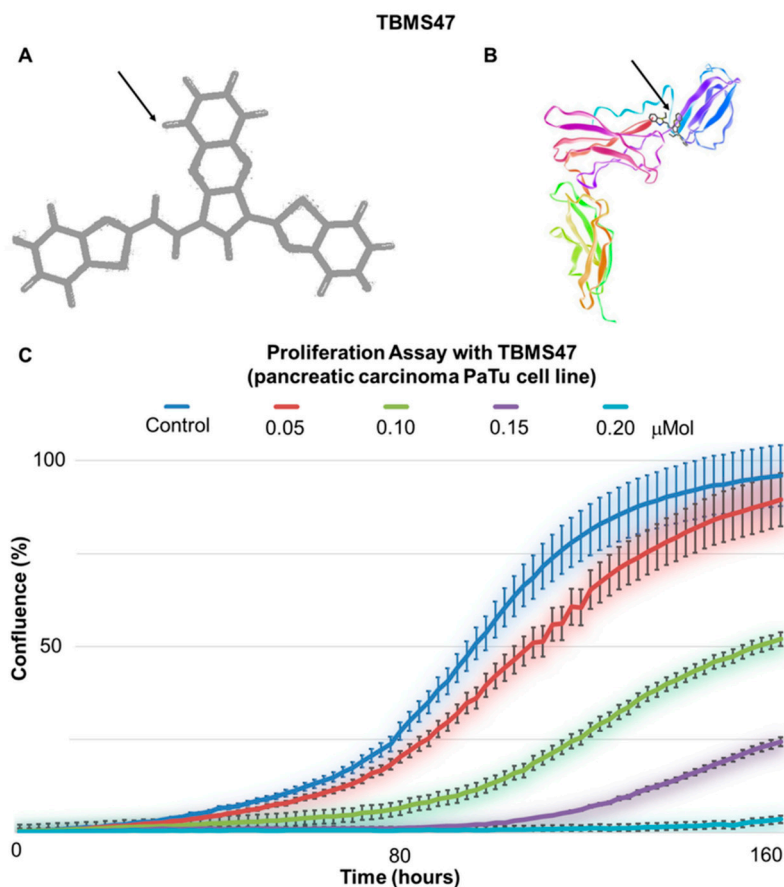 TBMS47
A
B
C
Proliferation Assay with TBMS47
(pancreatic carcinoma PaTu cell line)
Control 0.05 0.10 0.15 0.20 μMol
100
50
Confluence (%)
0 80 160
Time (hours)